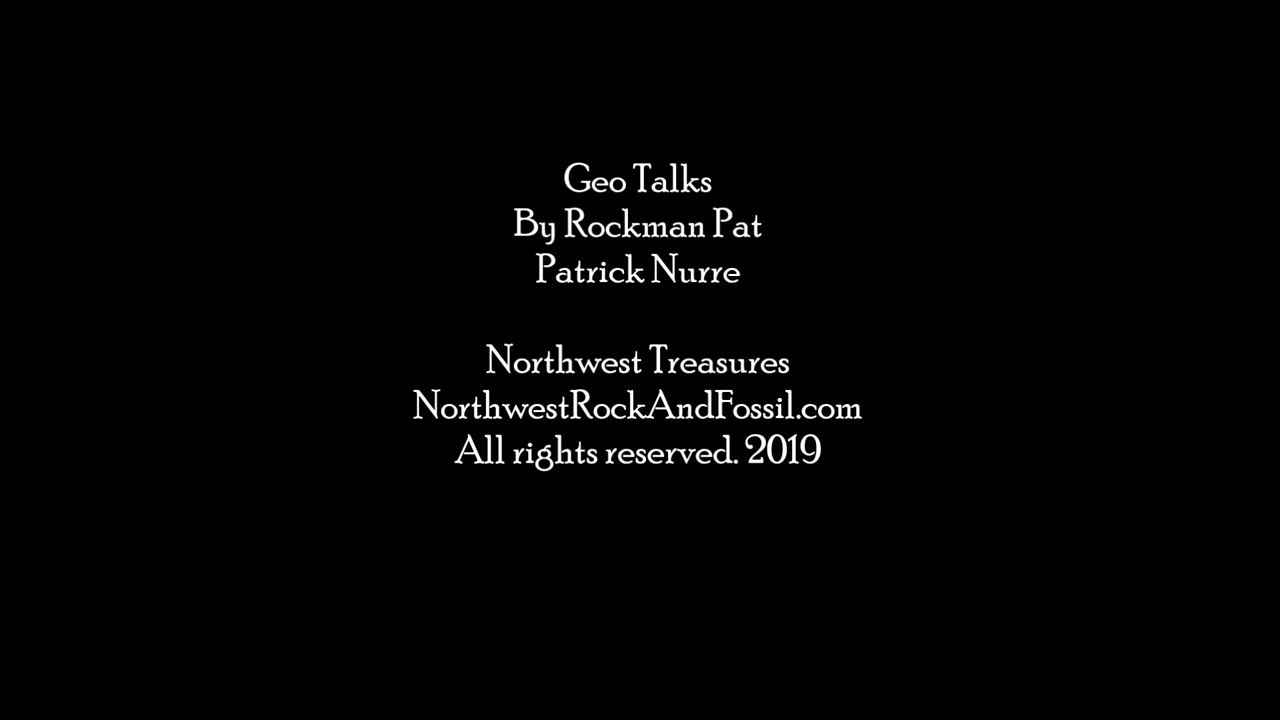 Geo Talks
By Rockman Pat
Patrick Nurre
Northwest Treasures
NorthwestRockAndFossil.com
All rights reserved. 2019